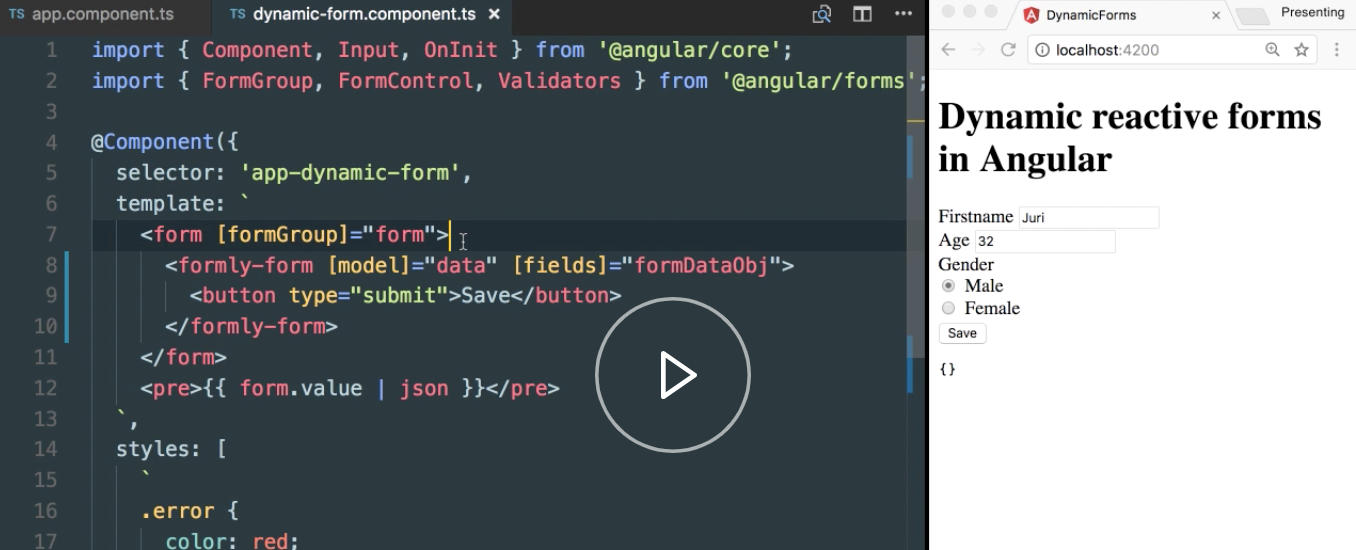 TS app.component.ts TS dynamic-form.component.ts
1 import { Component, Input, OnInit } from '@angular/core';
2 import { FormGroup, FormControl, Validators } from '@angular/forms';
3
4 @Component({
5 selector: 'app-dynamic-form',
6 template: `
7 <form [formGroup]="form">
8 <formly-form [model]="data" [fields]="formDataObj">
9 <button type="submit">Save</button>
10 </formly-form>
11 </form>
12 <pre>{{ form.value | json }}</pre>
13 `,
14 styles: [
15 `
16 .error {
17 color: red;
DynamicForms
Presenting
localhost:4200
Dynamic reactive forms
in Angular
Firstname Juri
Age 32
Gender
Male
Female
Save
{}